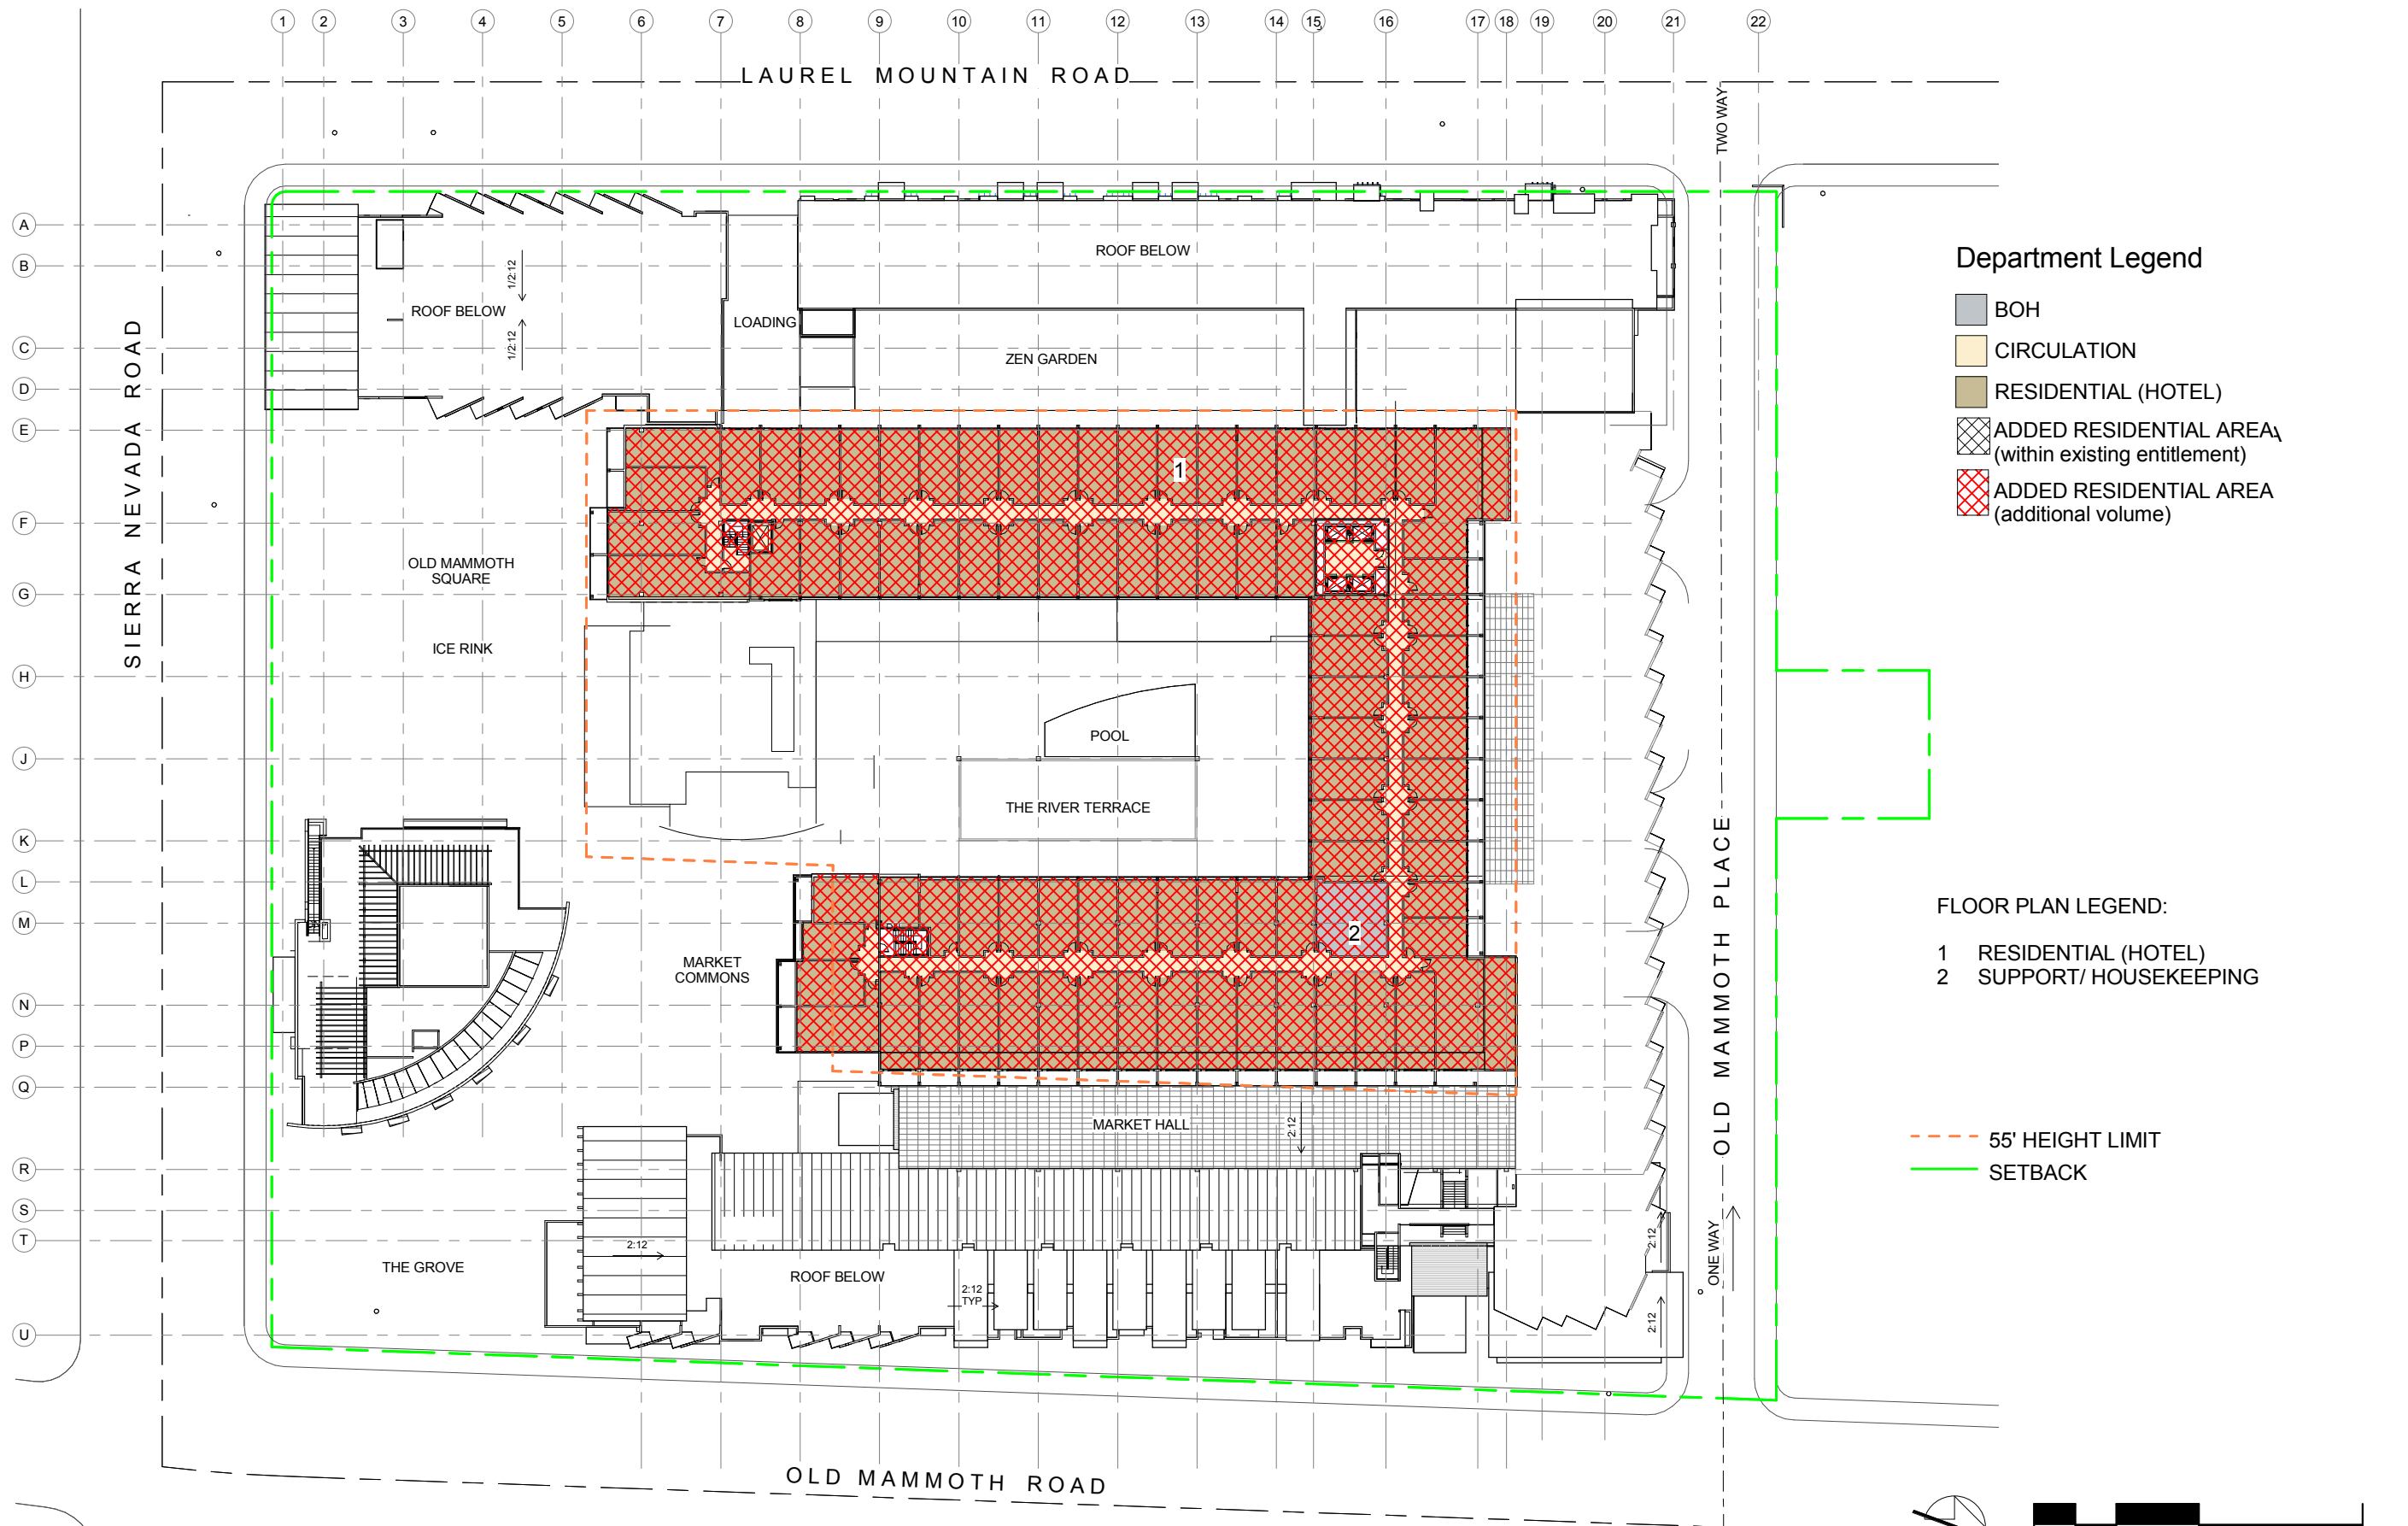 1 2 3 4 5 6 7 8 9 10 11 12 13 14 15 16 17 18 19 20 21 22
LAUREL MOUNTAIN ROAD
TWO WAY
A
B
C
D
E
F
G
H
J
K
L
M
N
P
Q
R
S
T
U
SIERRA NEVADA ROAD
ROOF BELOW
1/2:12
1/2:12
LOADING
ROOF BELOW
ZEN GARDEN
1
OLD MAMMOTH
SQUARE
ICE RINK
POOL
THE RIVER TERRACE
2
MARKET
COMMONS
MARKET HALL
2:12
THE GROVE
2:12
ROOF BELOW
2:12
TYP
2:12
2:12
OLD MAMMOTH PLACE
ONE WAY
OLD MAMMOTH ROAD
Department Legend
BOH
CIRCULATION
RESIDENTIAL (HOTEL)
ADDED RESIDENTIAL AREA
(within existing entitlement)
ADDED RESIDENTIAL AREA
(additional volume)
FLOOR PLAN LEGEND:
1 RESIDENTIAL (HOTEL)
2 SUPPORT/ HOUSEKEEPING
55' HEIGHT LIMIT
SETBACK